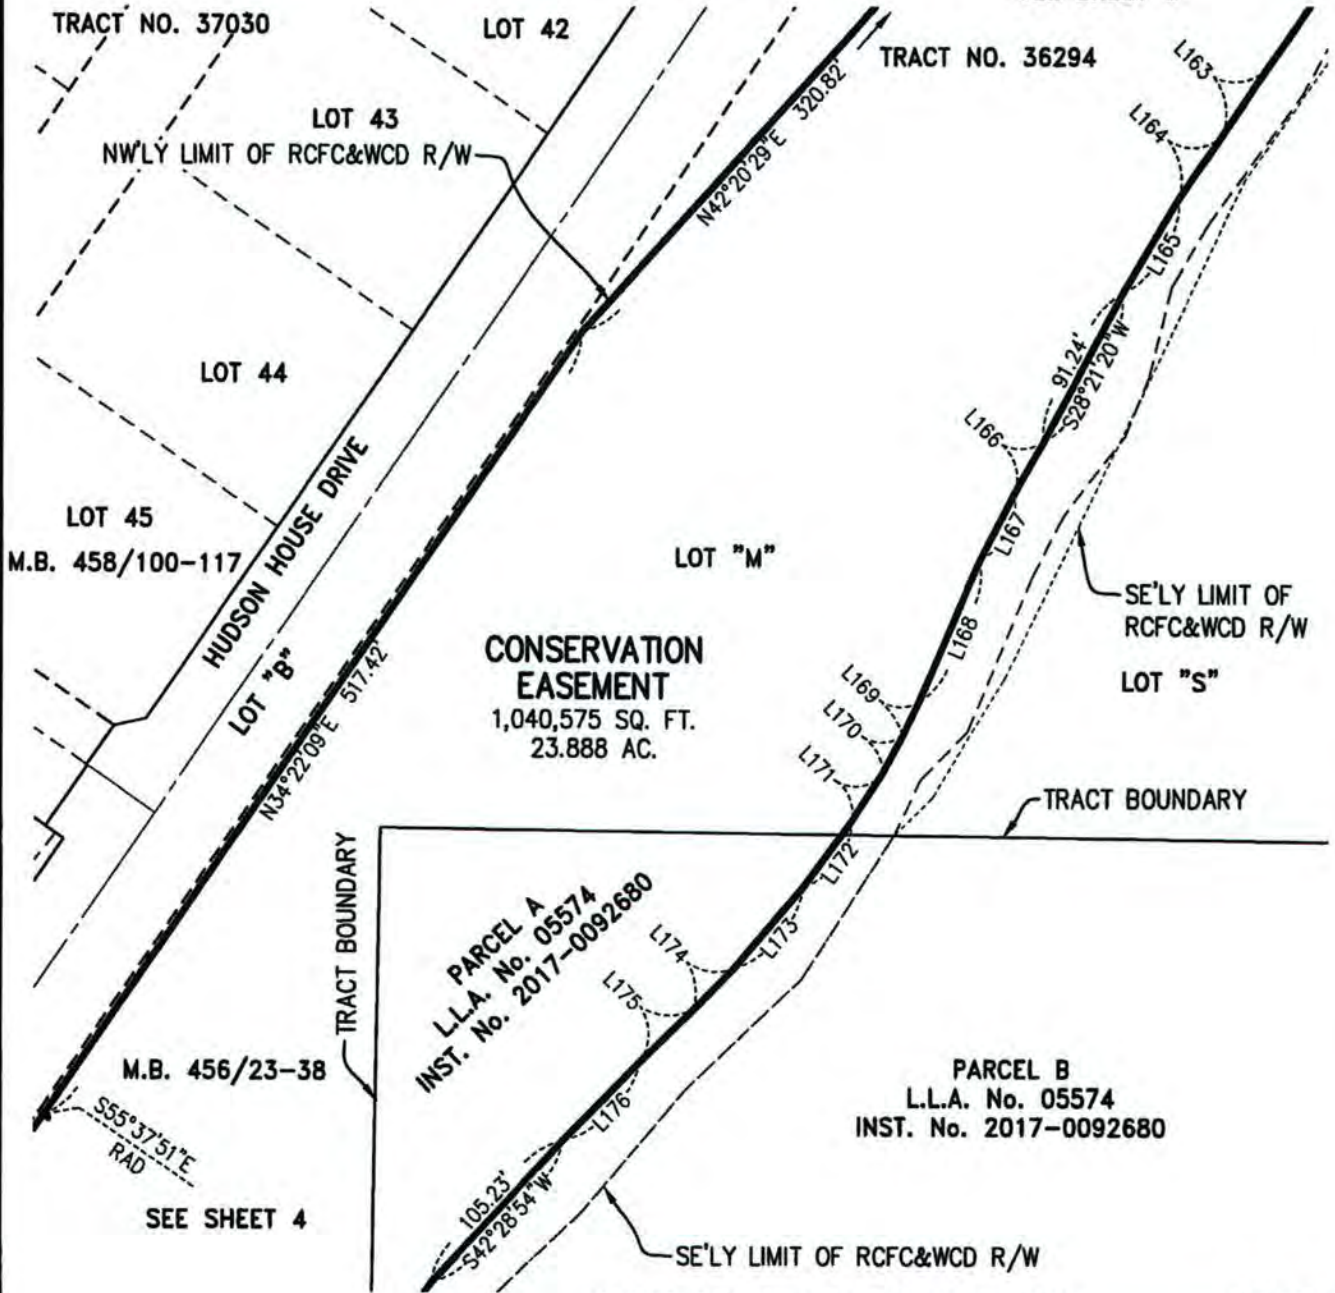 TRACT NO. 37030
LOT 42
TRACT NO. 36294
L163
LOT 43
NW'LY LIMIT OF RCFC&WCD R/W
N42°20'29"E 320.82'
L164
L165
LOT 44
91.24'
S28°21'20"W
L166
LOT 45
M.B. 458/100-117
HUDSON HOUSE DRIVE
LOT "B"
N34°22'09"E 517.42'
LOT "M"
L167
SE'LY LIMIT OF
RCFC&WCD R/W
L168
CONSERVATION
EASEMENT
1,040,575 SQ. FT.
23.888 AC.
LOT "S"
L169
L170
L171
TRACT BOUNDARY
L172
TRACT BOUNDARY
PARCEL A
L.L.A. No. 05574
INST. No. 2017-0092680
L173
L174
L175
L176
M.B. 456/23-38
S55°37'51"E
RAD
SEE SHEET 4
PARCEL B
L.L.A. No. 05574
INST. No. 2017-0092680
105.23'
S42°28'54"W
SE'LY LIMIT OF RCFC&WCD R/W